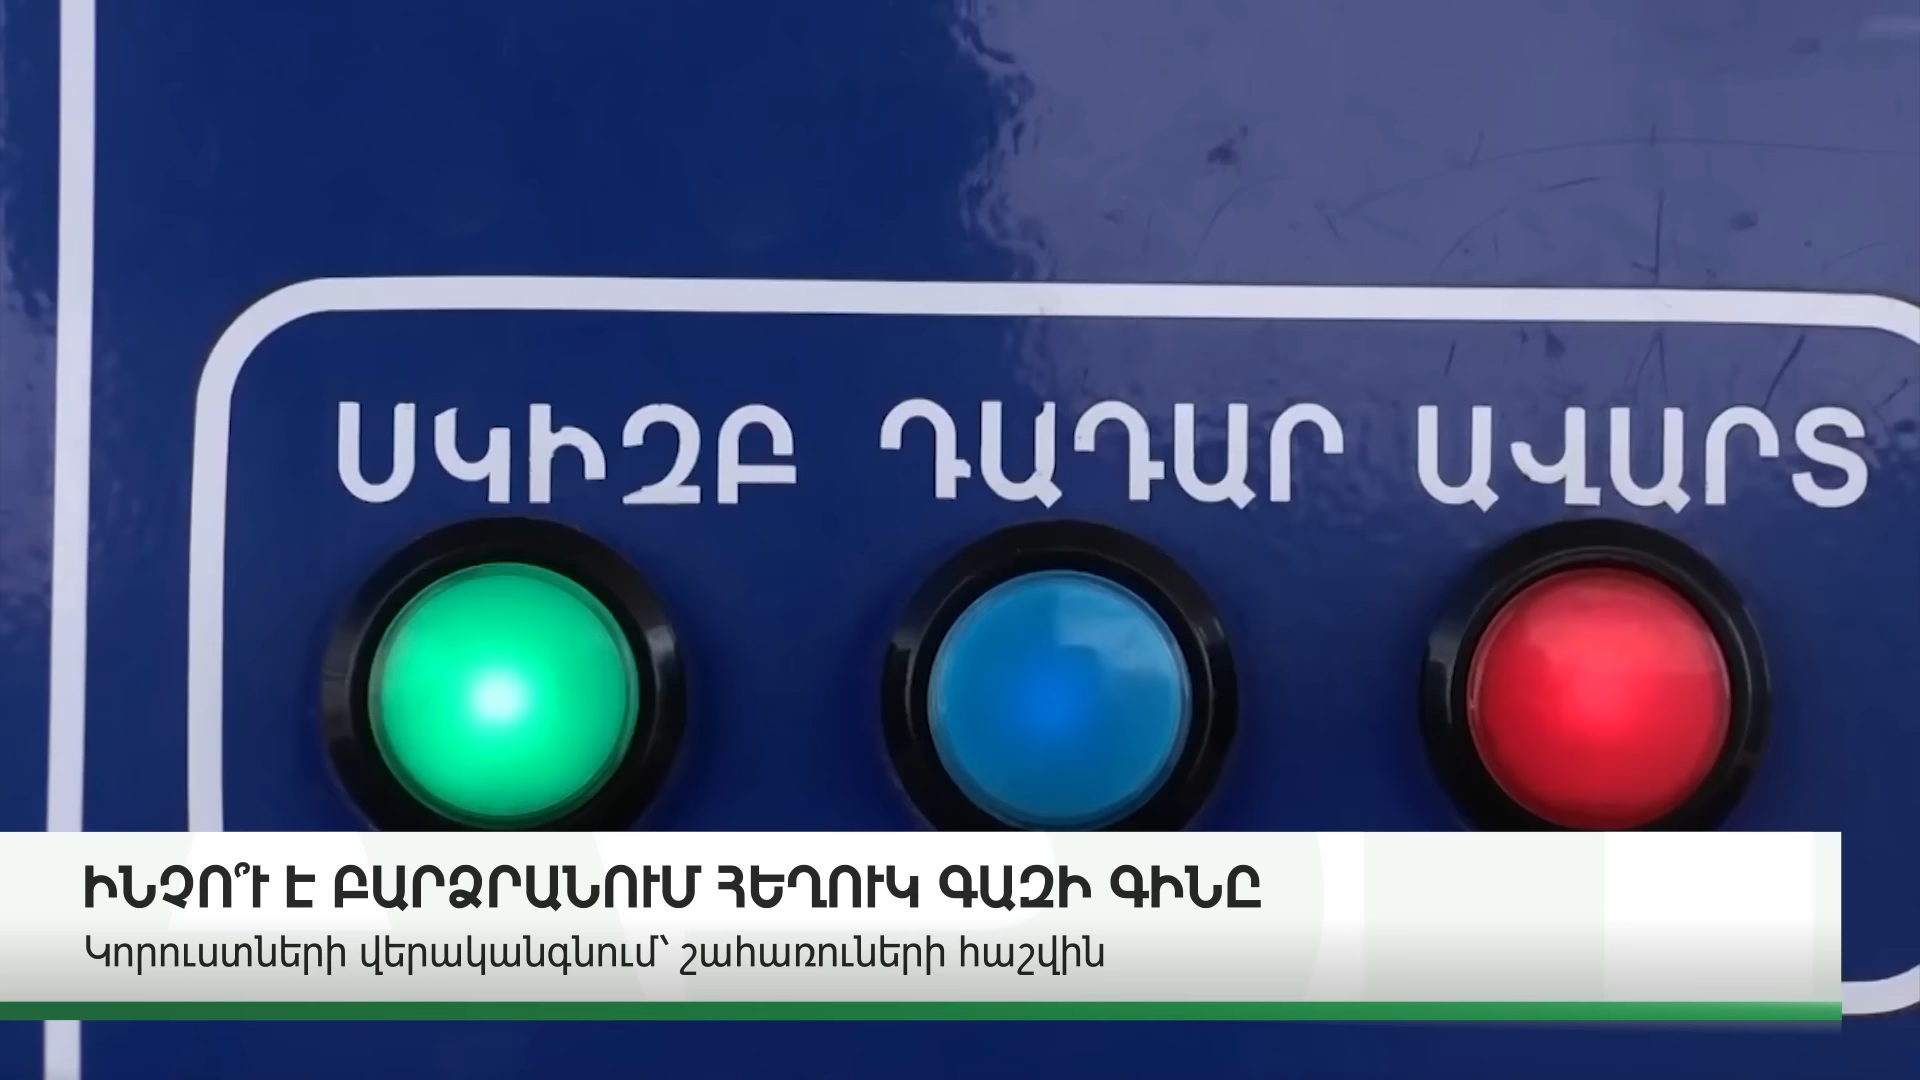 ՍԿԻԶԲ ԴԱԴԱՐ ԱՎԱՐՏ
ԻՆՉՈ՞Ւ Է ԲԱՐՁՐԱՆՈՒՄ ՀԵՂՈՒԿ ԳԱԶԻ ԳԻՆԸ
Կորուստների վերականգնում՝ շահառուների հաշվին